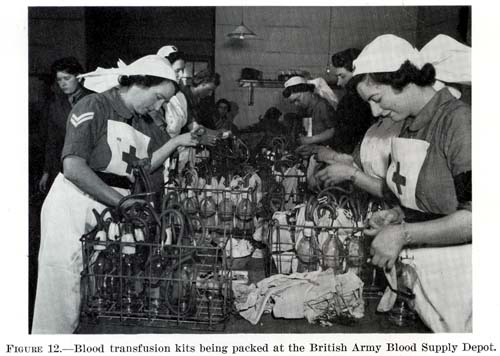 FIGURE 12.—Blood transfusion kits being packed at the British Army Blood Supply Depot.